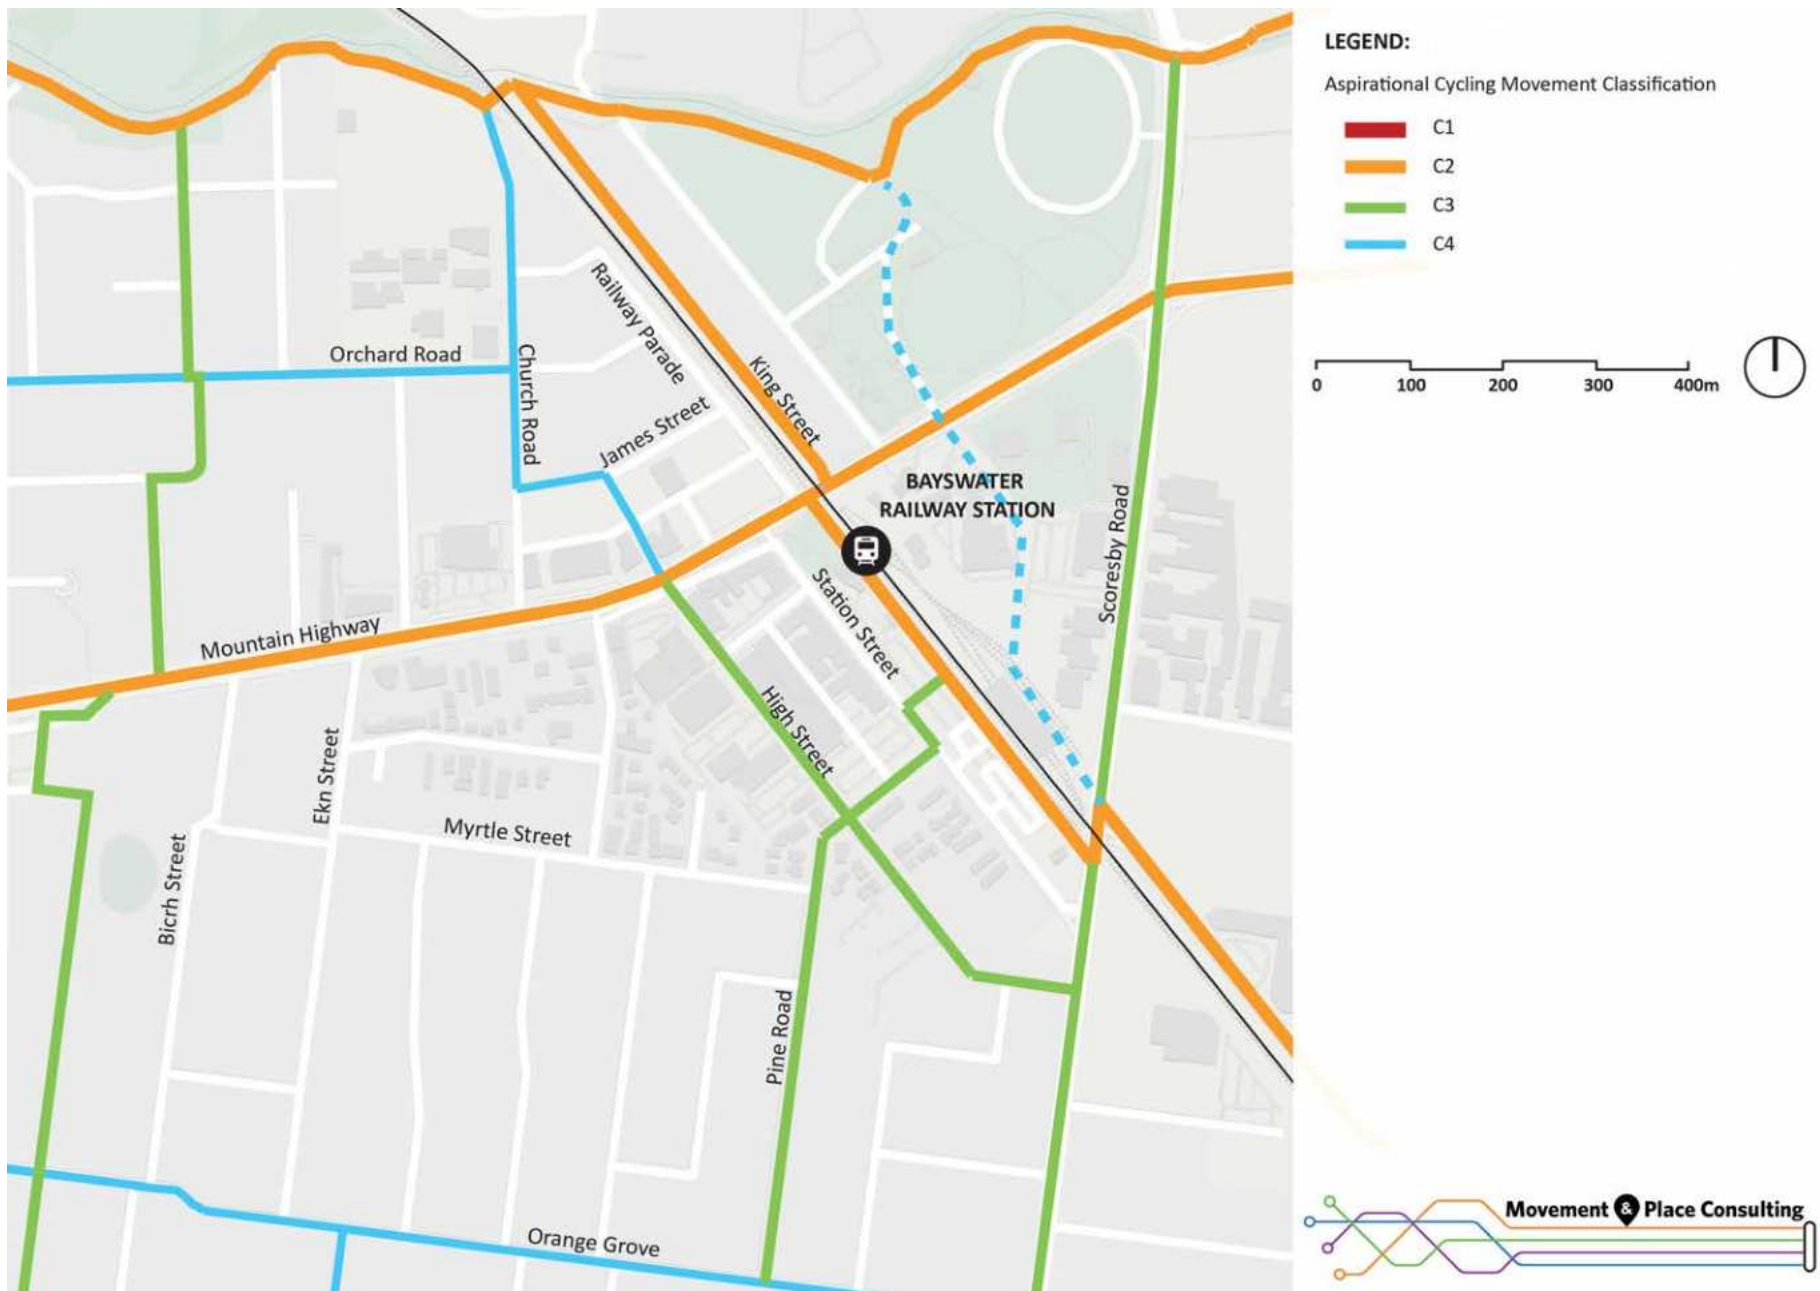 LEGEND:
Aspirational Cycling Movement Classification
C1
C2
C3
C4
0 100 200 300 400m
Orchard Road
Church Road
Railway Parade
King Street
James Street
BAYSWATER
RAILWAY STATION
Scoresby Road
Station Street
Mountain Highway
High Street
Ekn Street
Myrtle Street
Bicrh Street
Pine Road
Orange Grove
Movement & Place Consulting